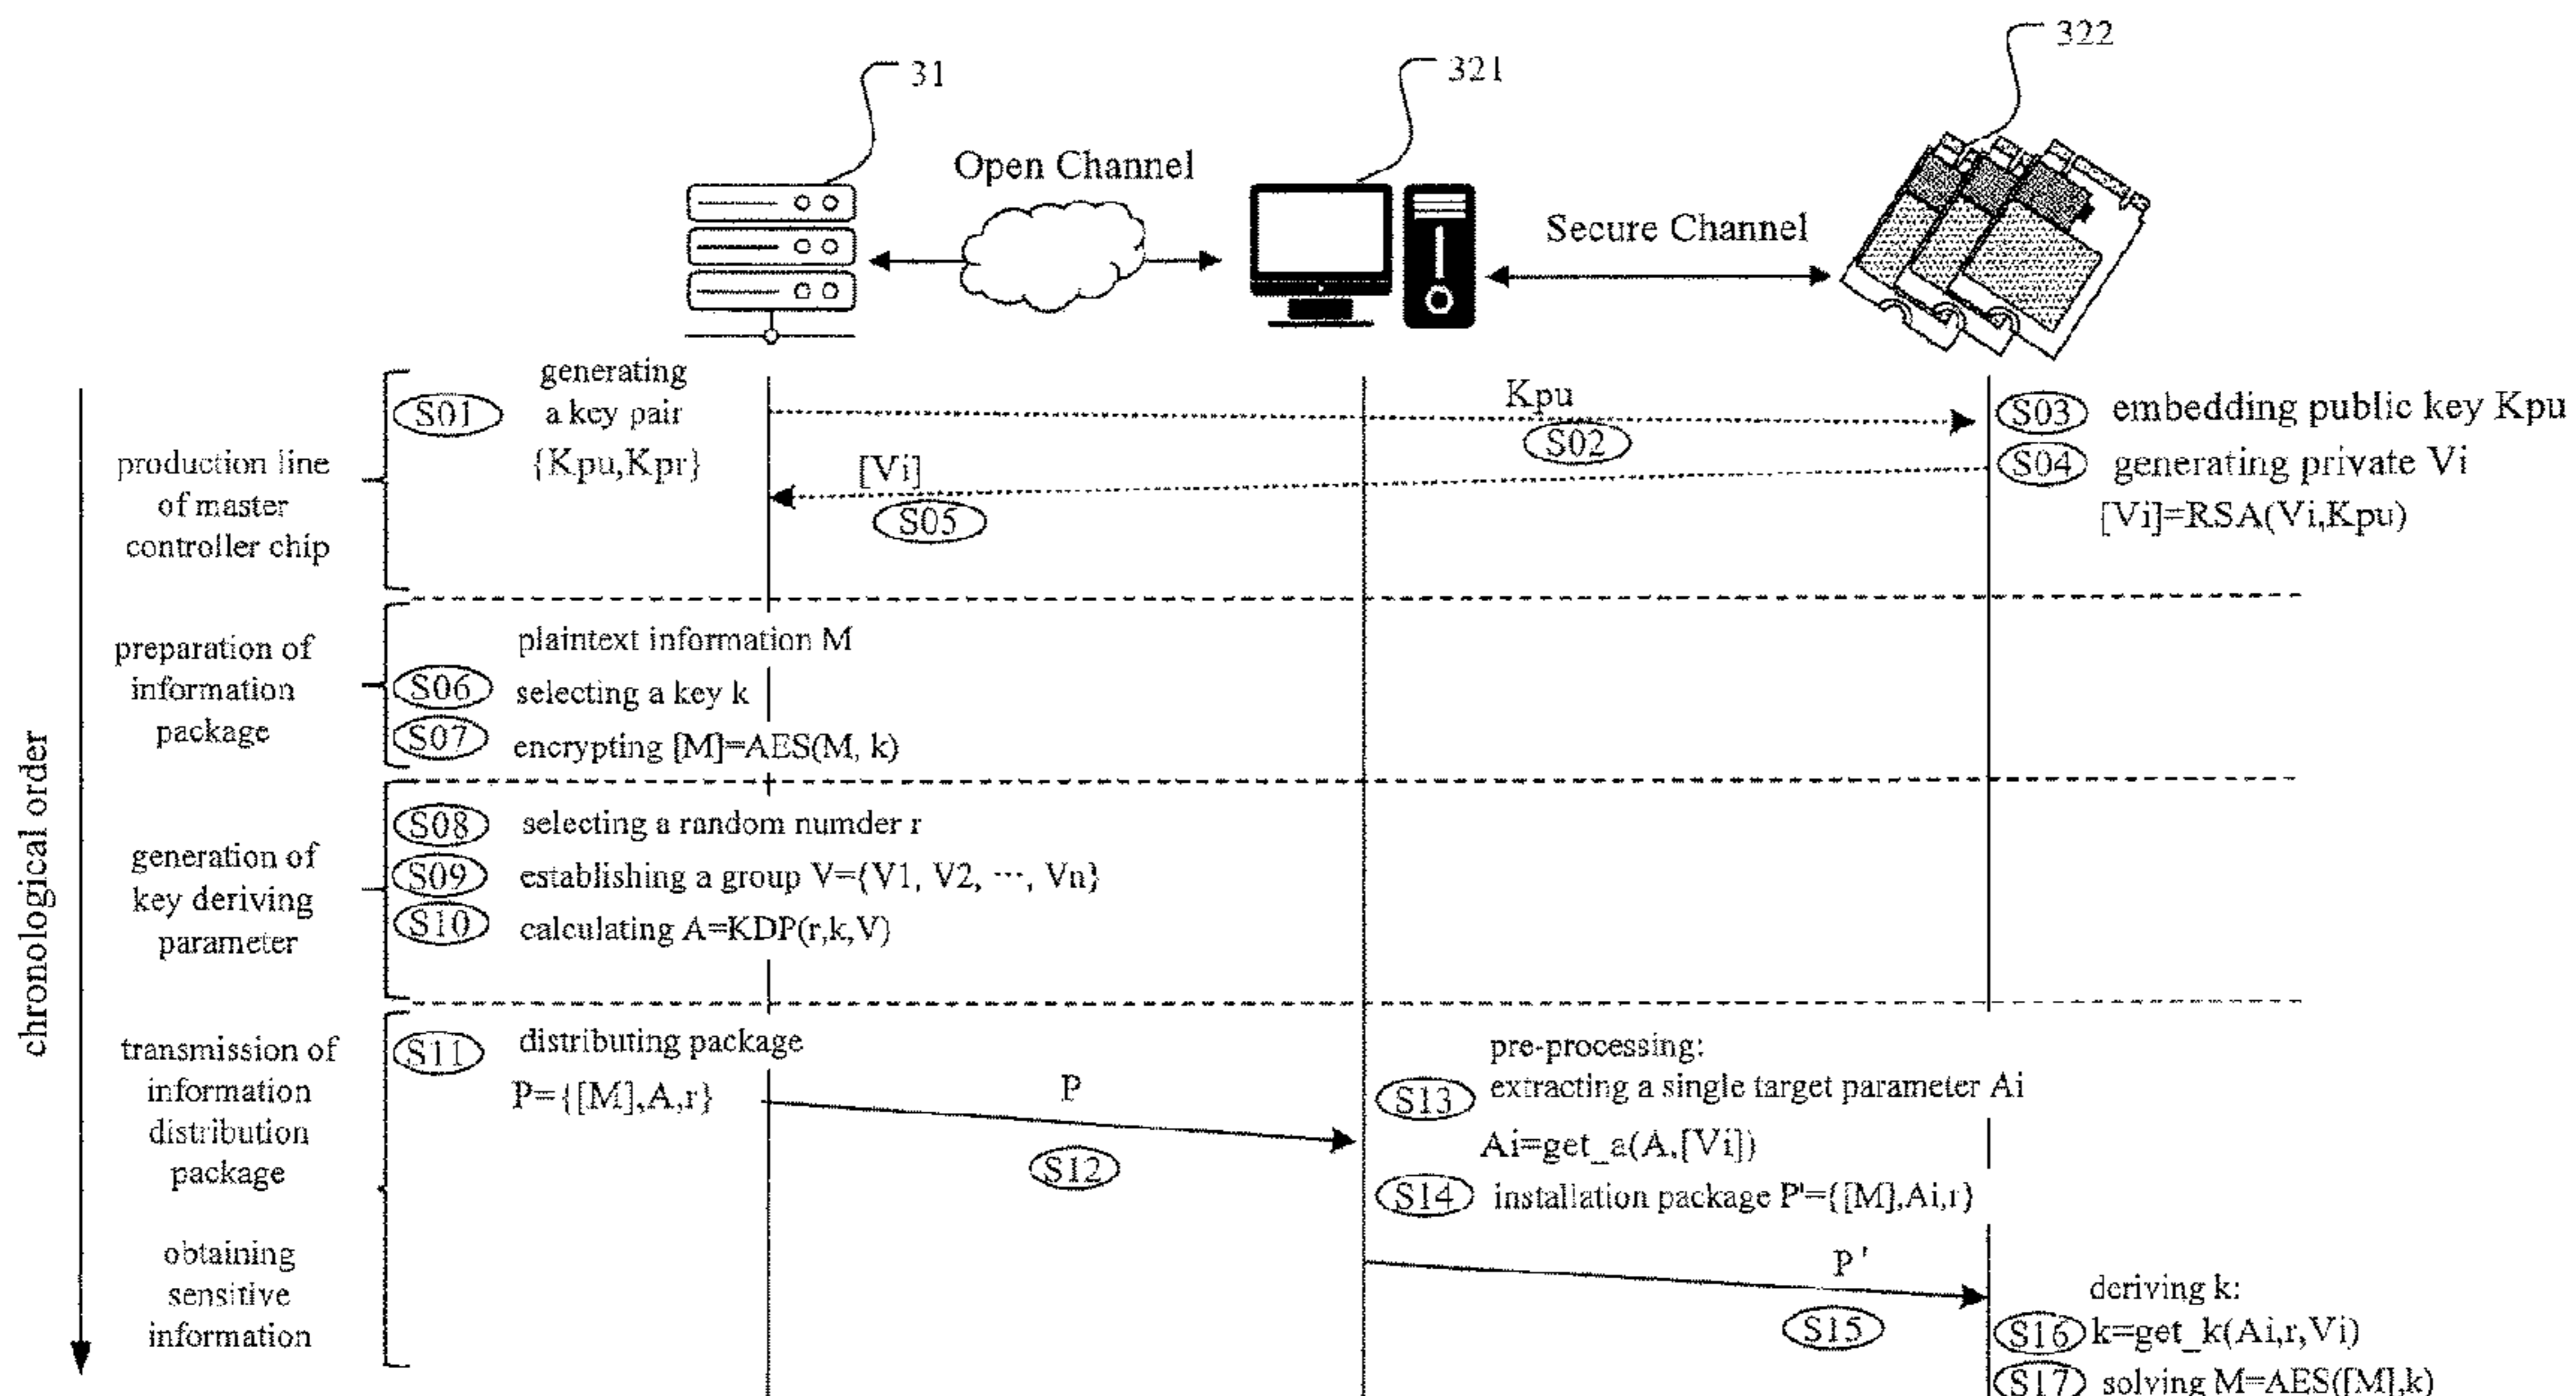 31
321
322
Open Channel
Secure Channel
chronological order
production line
of master
controller chip
S01
generating
a key pair
{Kpu,Kpr}
Kpu
S02
S03 embedding public key Kpu
S04 generating private Vi
[Vi]=RSA(Vi,Kpu)
[Vi]
S05
preparation of
information
package
plaintext information M
S06 selecting a key k
S07 encrypting [M]=AES(M, k)
generation of
key deriving
parameter
S08 selecting a random numder r
S09 establishing a group V={V1, V2, ···, Vn}
S10 calculating A=KDP(r,k,V)
transmission of
information
distribution
package
S11 distributing package
P={[M],A,r}
P
S12
pre-processing:
S13 extracting a single target parameter Ai
Ai=get_a(A,[Vi])
S14 installation package P'={[M],Ai,r}
obtaining
sensitive
information
P'
S15
deriving k:
S16 k=get_k(Ai,r,Vi)
S17 solving M=AES([M],k)